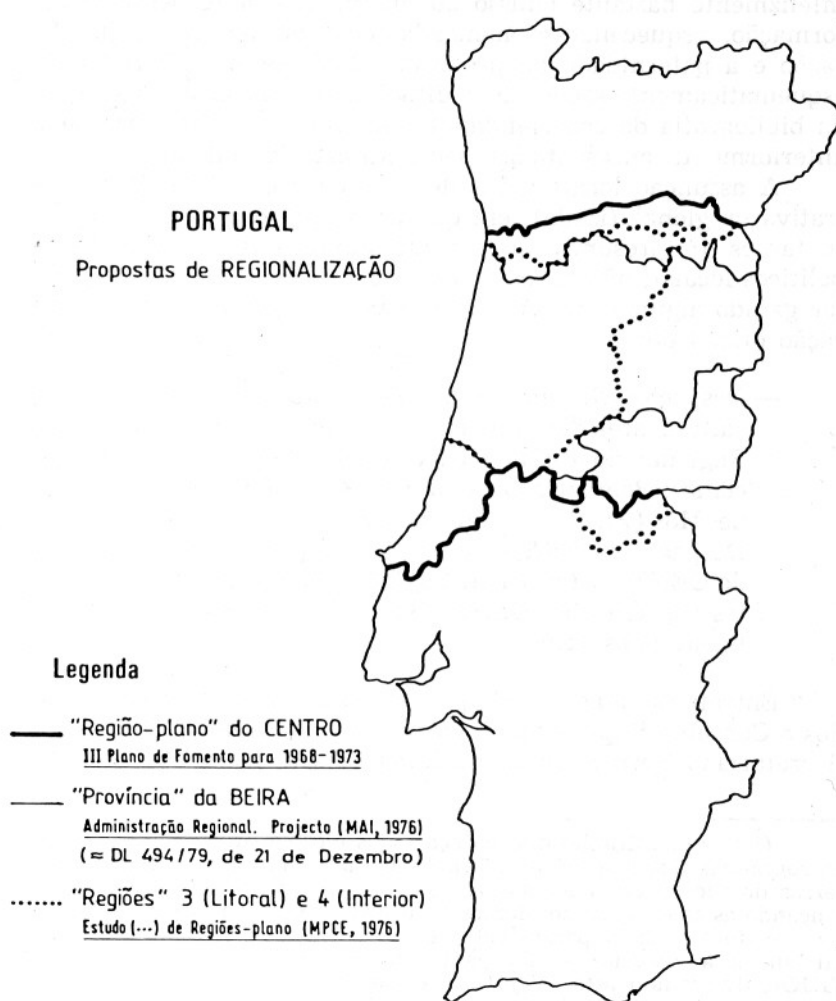 PORTUGAL
Propostas de REGIONALIZAÇÃO
Legenda
"Região-plano" do CENTRO
III Plano de Fomento para 1968-1973
"Província" da BEIRA
Administração Regional. Projecto (MAI, 1976)
(≃ DL 494/79, de 21 de Dezembro)
"Regiões" 3 (Litoral) e 4 (Interior)
Estudo (---) de Regiões-plano (MPCE, 1976)